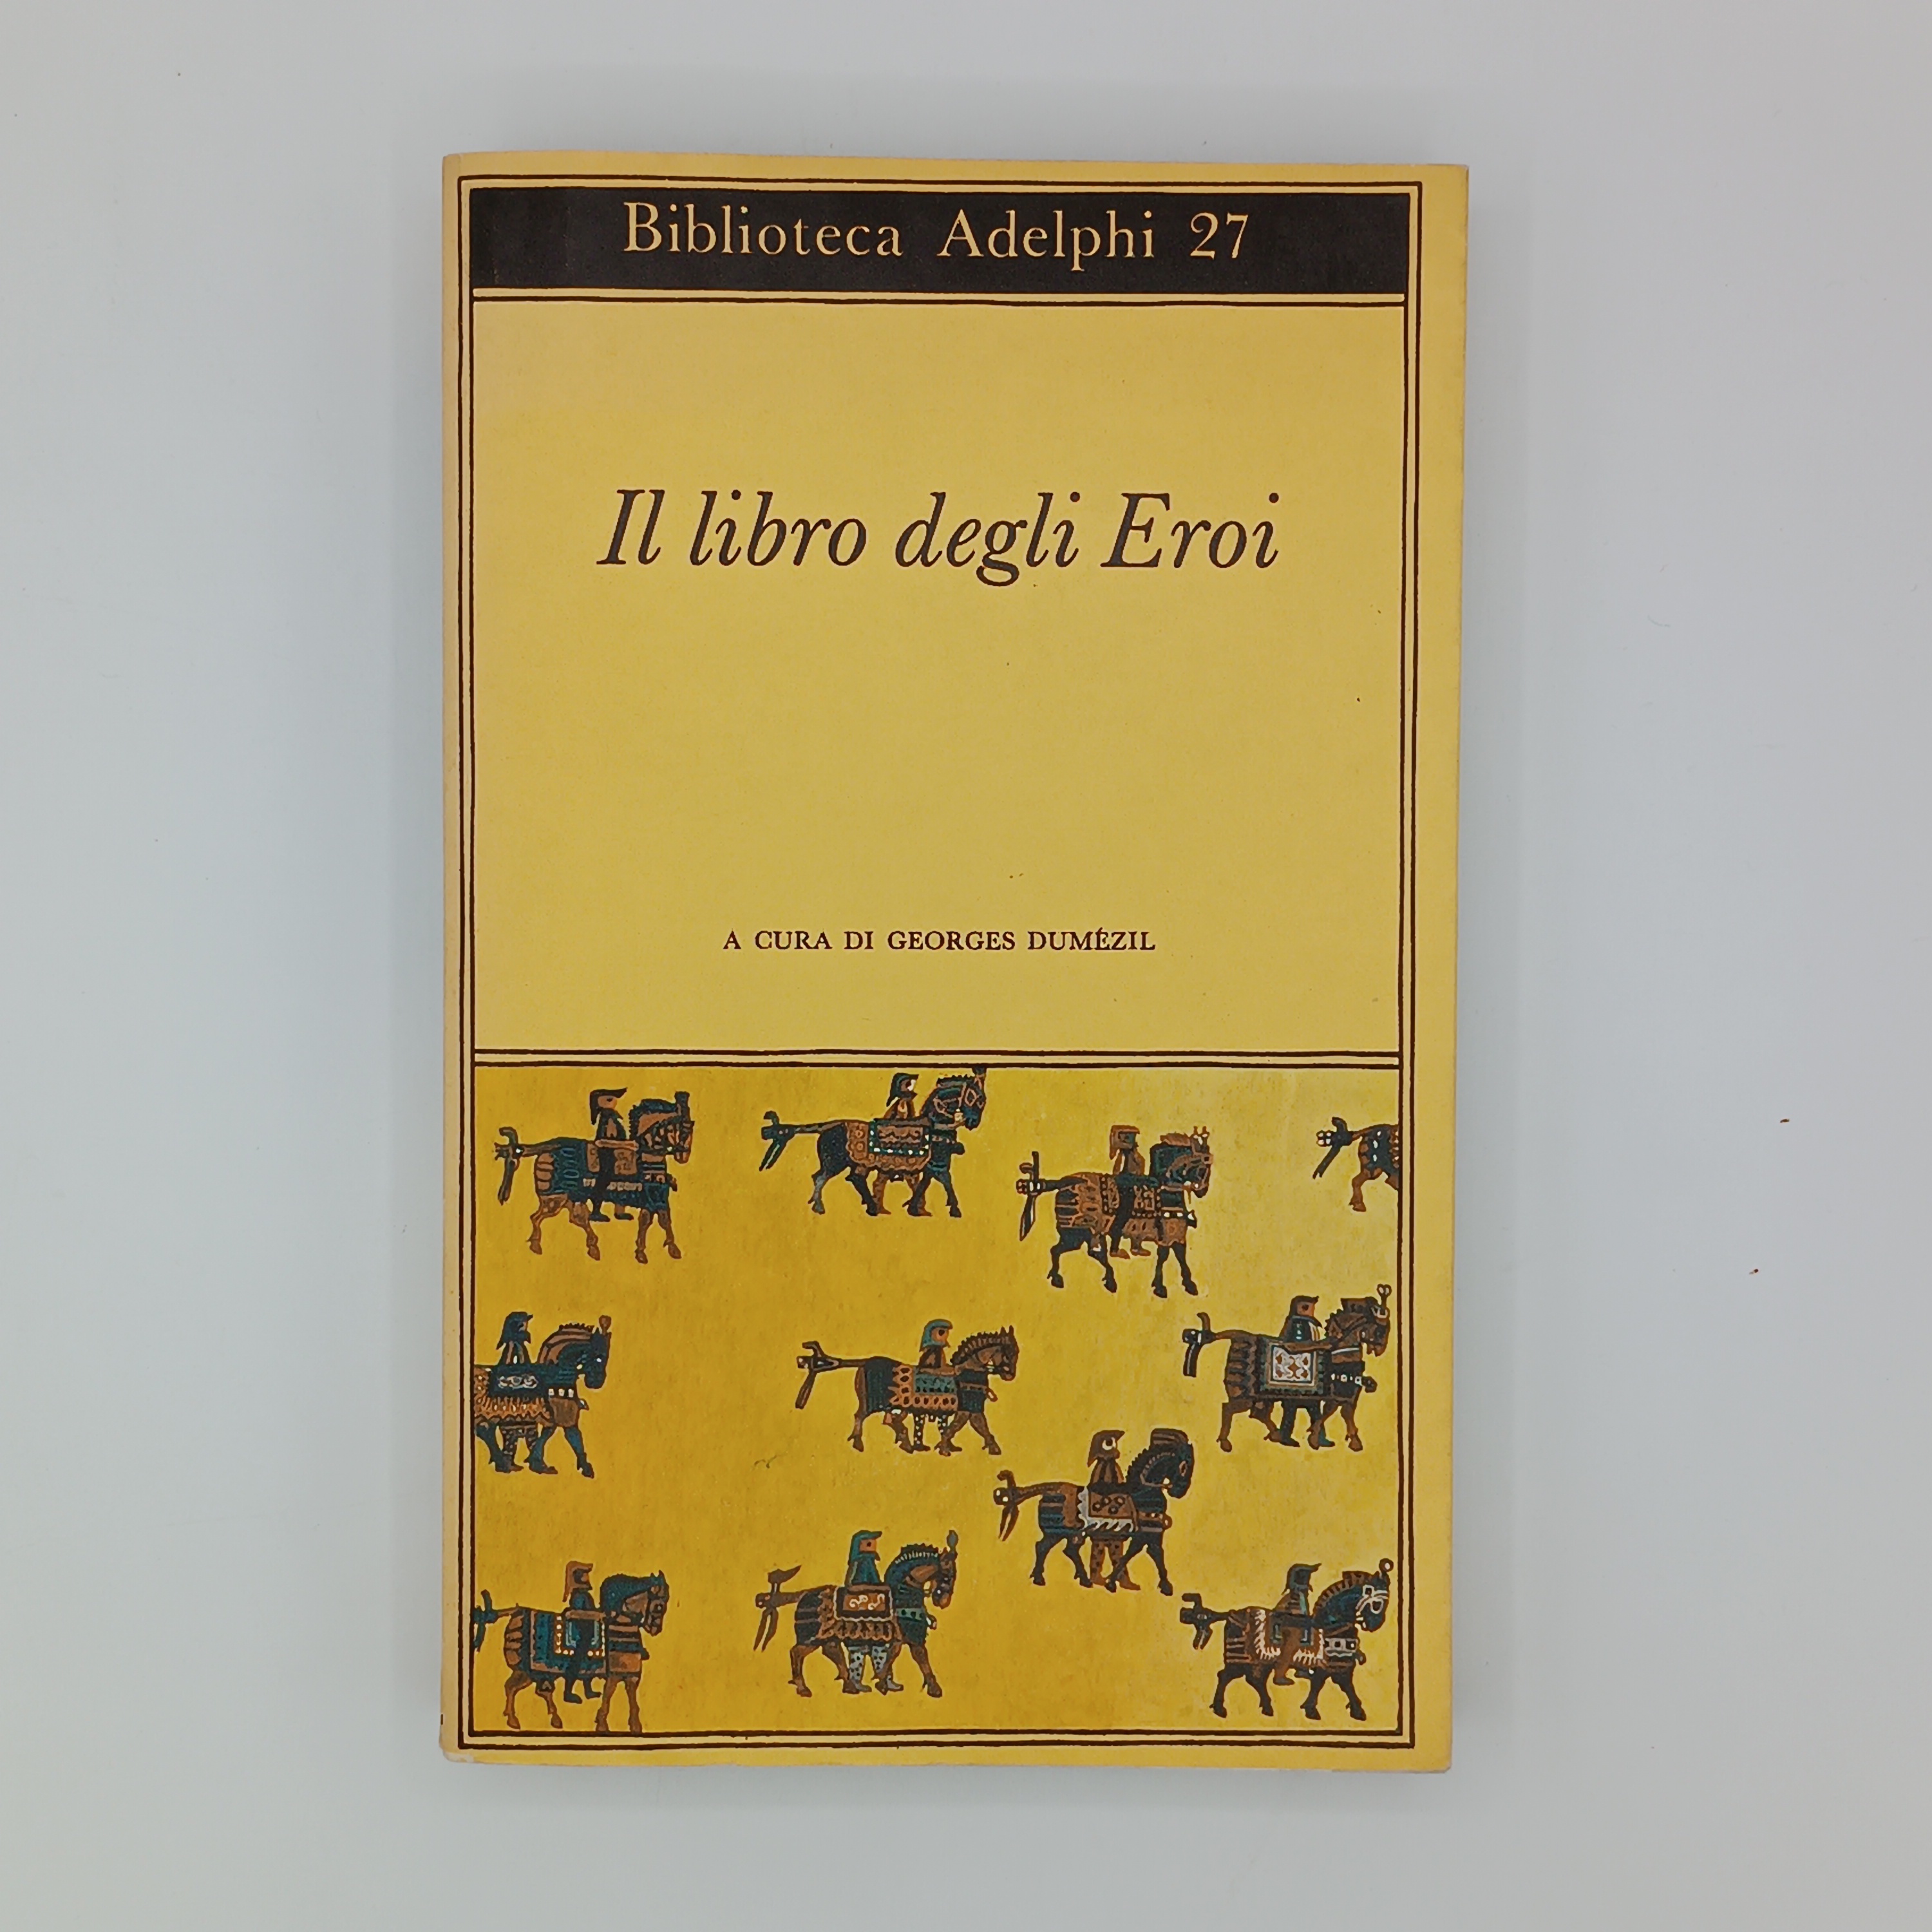 Biblioteca Adelphi 27
Il libro degli Eroi
A CURA DI GEORGES DUMÉZIL